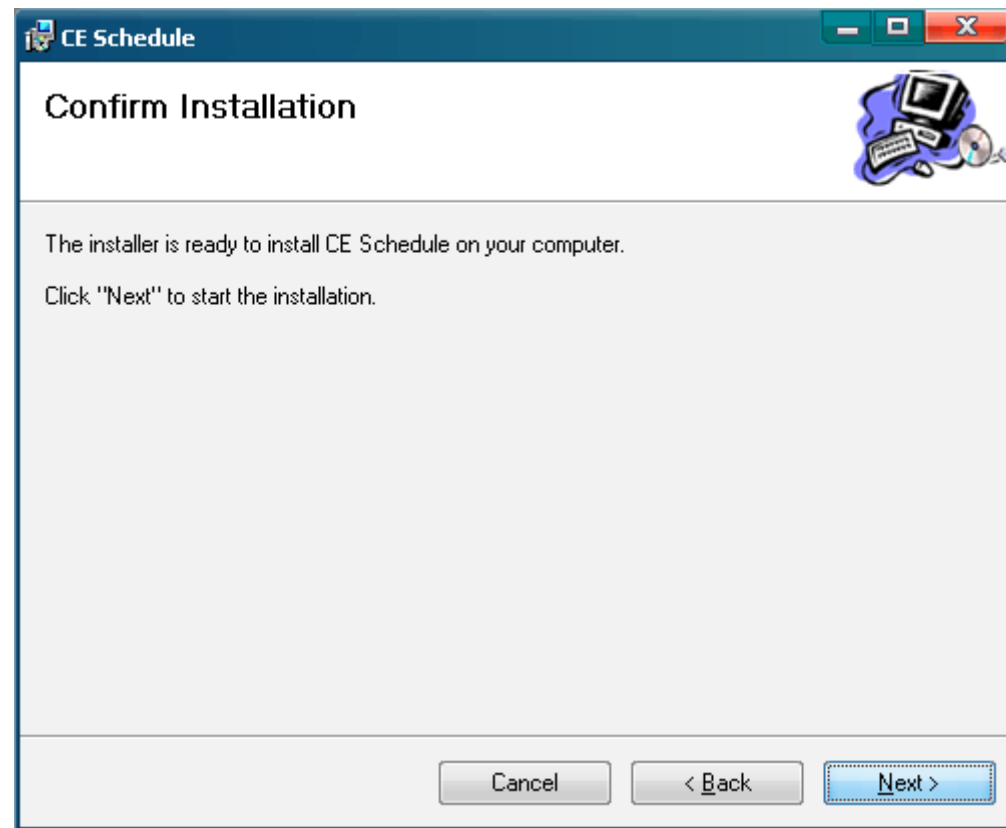 CE Schedule
Confirm Installation
The installer is ready to install CE Schedule on your computer.
Click "Next" to start the installation.
Cancel
< Back
Next >